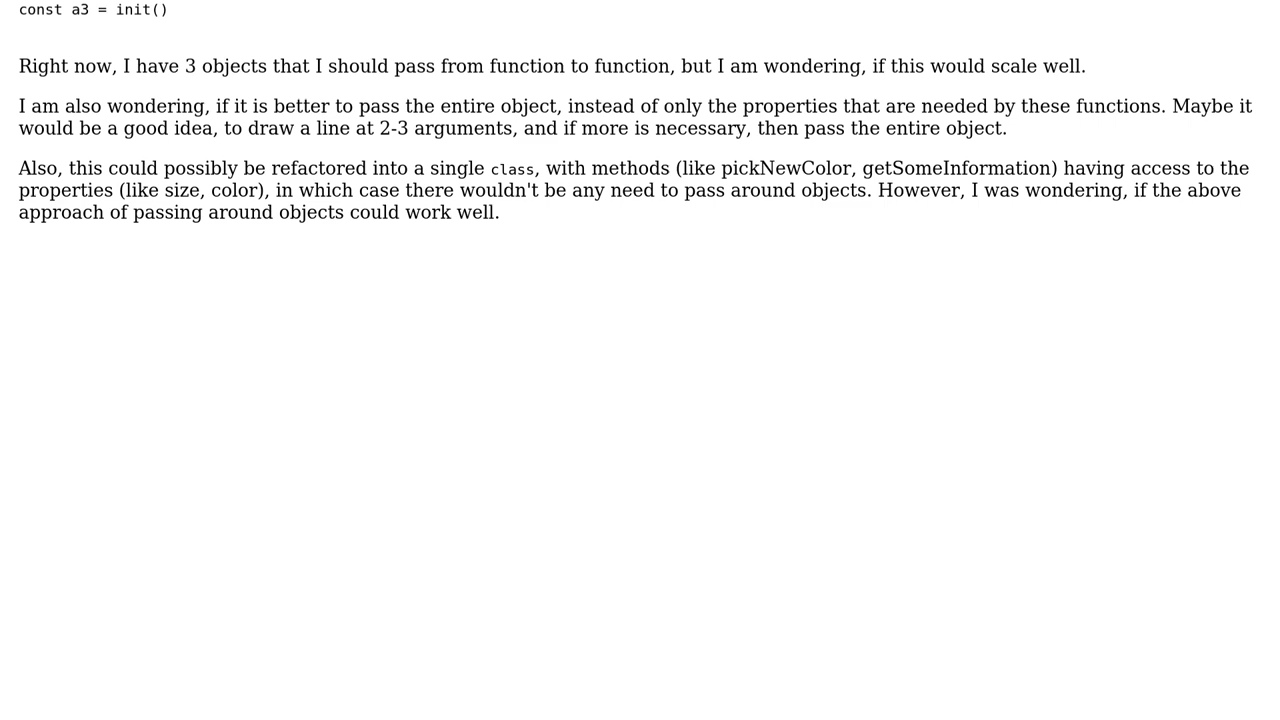 const a3 = init()
Right now, I have 3 objects that I should pass from function to function, but I am wondering, if this would scale well.
I am also wondering, if it is better to pass the entire object, instead of only the properties that are needed by these functions. Maybe it
would be a good idea, to draw a line at 2-3 arguments, and if more is necessary, then pass the entire object.
Also, this could possibly be refactored into a single class, with methods (like pickNewColor, getSomeInformation) having access to the
properties (like size, color), in which case there wouldn't be any need to pass around objects. However, I was wondering, if the above
approach of passing around objects could work well.